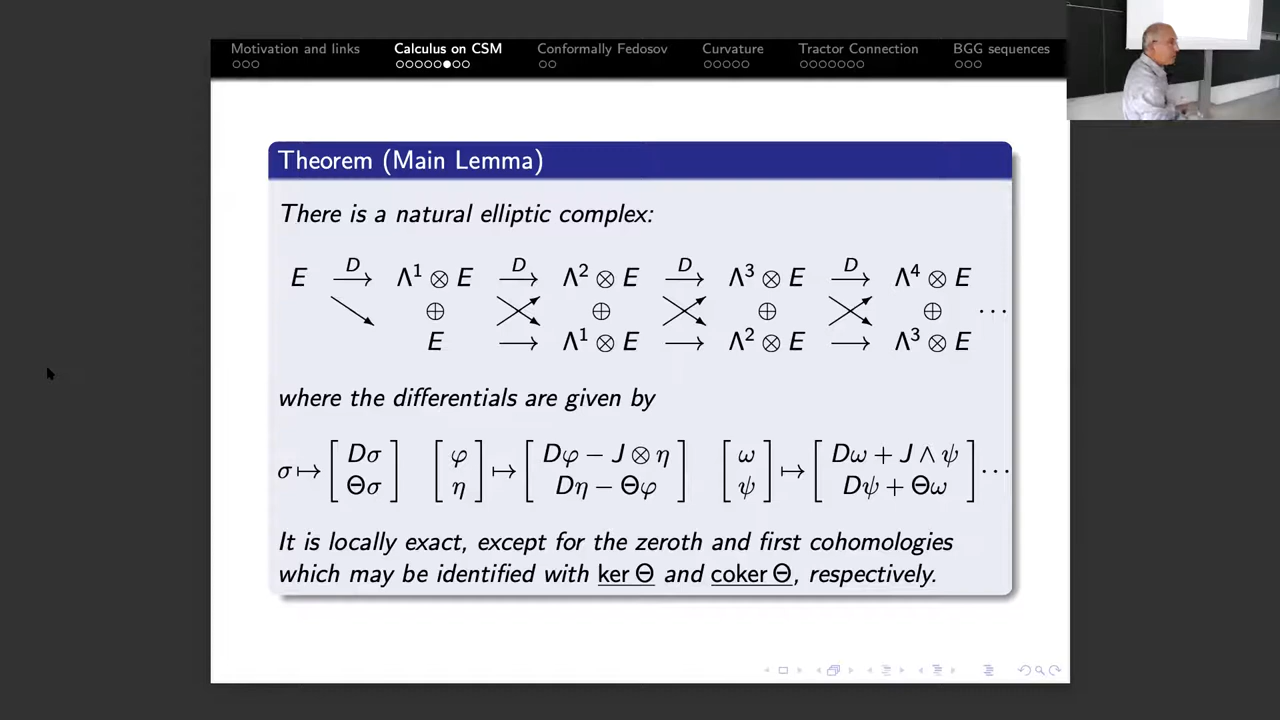 Motivation and links Calculus on CSM Conformally Fedosov Curvature Tractor Connection BGG sequences
Theorem (Main Lemma)
There is a natural elliptic complex:
E D→ Λ¹ ⊗ E D→ Λ² ⊗ E D→ Λ³ ⊗ E D→ Λ⁴ ⊗ E
↘ ⊕ ⤨ ⊕ ⤨ ⊕ ⤨ ⊕ ···
E → Λ¹ ⊗ E → Λ² ⊗ E → Λ³ ⊗ E
where the differentials are given by
σ ↦ [Dσ; Θσ] [φ; η] ↦ [Dφ − J ⊗ η; Dη − Θφ] [ω; ψ] ↦ [Dω + J ∧ ψ; Dψ + Θω] ···
It is locally exact, except for the zeroth and first cohomologies
which may be identified with ker Θ and coker Θ, respectively.